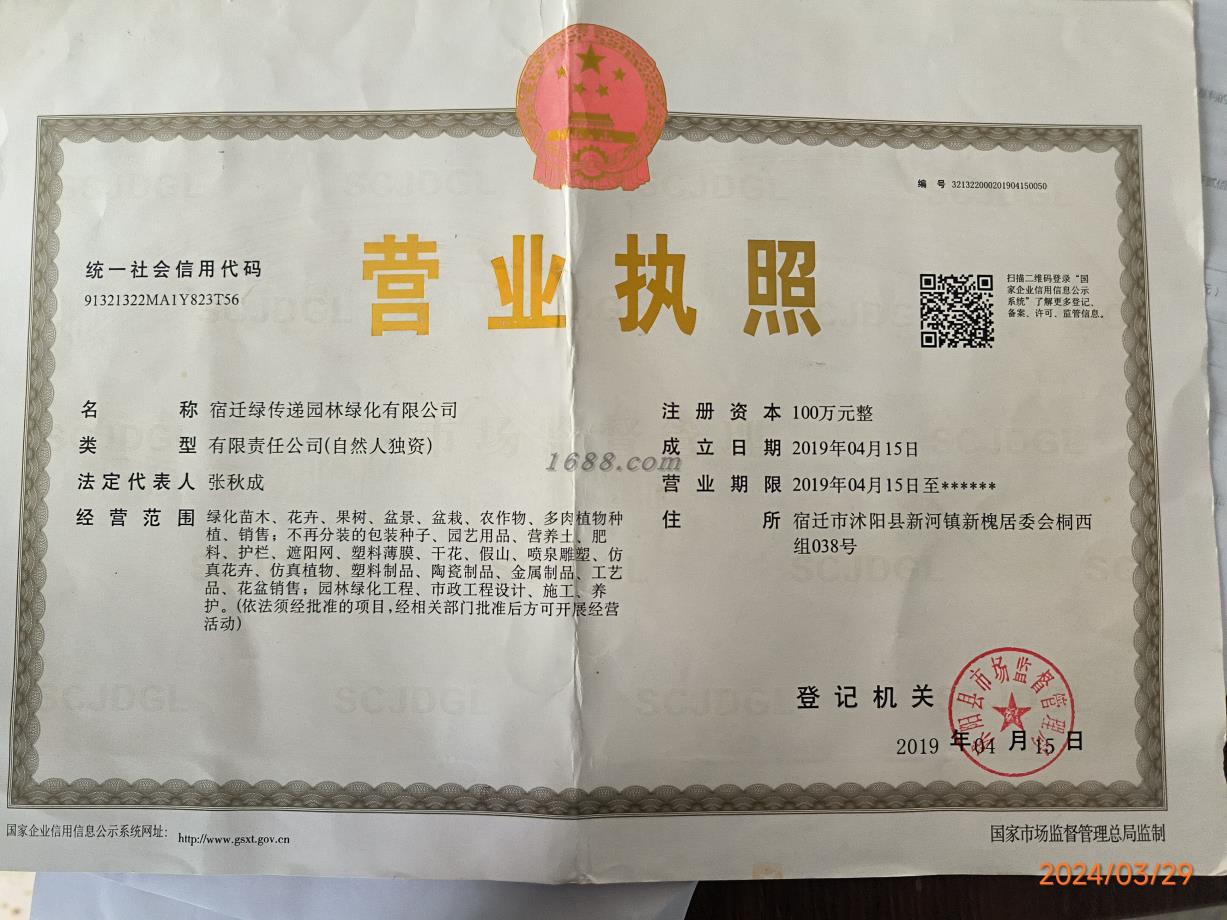 编 号 321322000201904150050
统一社会信用代码
91321322MA1Y823T56
营业执照
扫描二维码登录“国
家企业信用信息公示
系统”了解更多登记、
备案、许可、监管信息。
名 称 宿迁绿传递园林绿化有限公司
类 型 有限责任公司(自然人独资)
法定代表人 张秋成
经营范围 绿化苗木、花卉、果树、盆景、盆栽、农作物、多肉植物种
植、销售；不再分装的包装种子、园艺用品、营养土、肥
料、护栏、遮阳网、塑料薄膜、干花、假山、喷泉雕塑、仿
真花卉、仿真植物、塑料制品、陶瓷制品、金属制品、工艺
品、花盆销售；园林绿化工程、市政工程设计、施工、养
护。(依法须经批准的项目,经相关部门批准后方可开展经营
活动)
注册资本 100万元整
成立日期 2019年04月15日
营业期限 2019年04月15日至******
住 所 宿迁市沭阳县新河镇新槐居委会桐西
组038号
1688.com
登记机关
沭阳县市场监督管理局
2019 年04 月15 日
国家企业信用信息公示系统网址： http://www.gsxt.gov.cn
国家市场监督管理总局监制
2024/03/29
SCJDGL